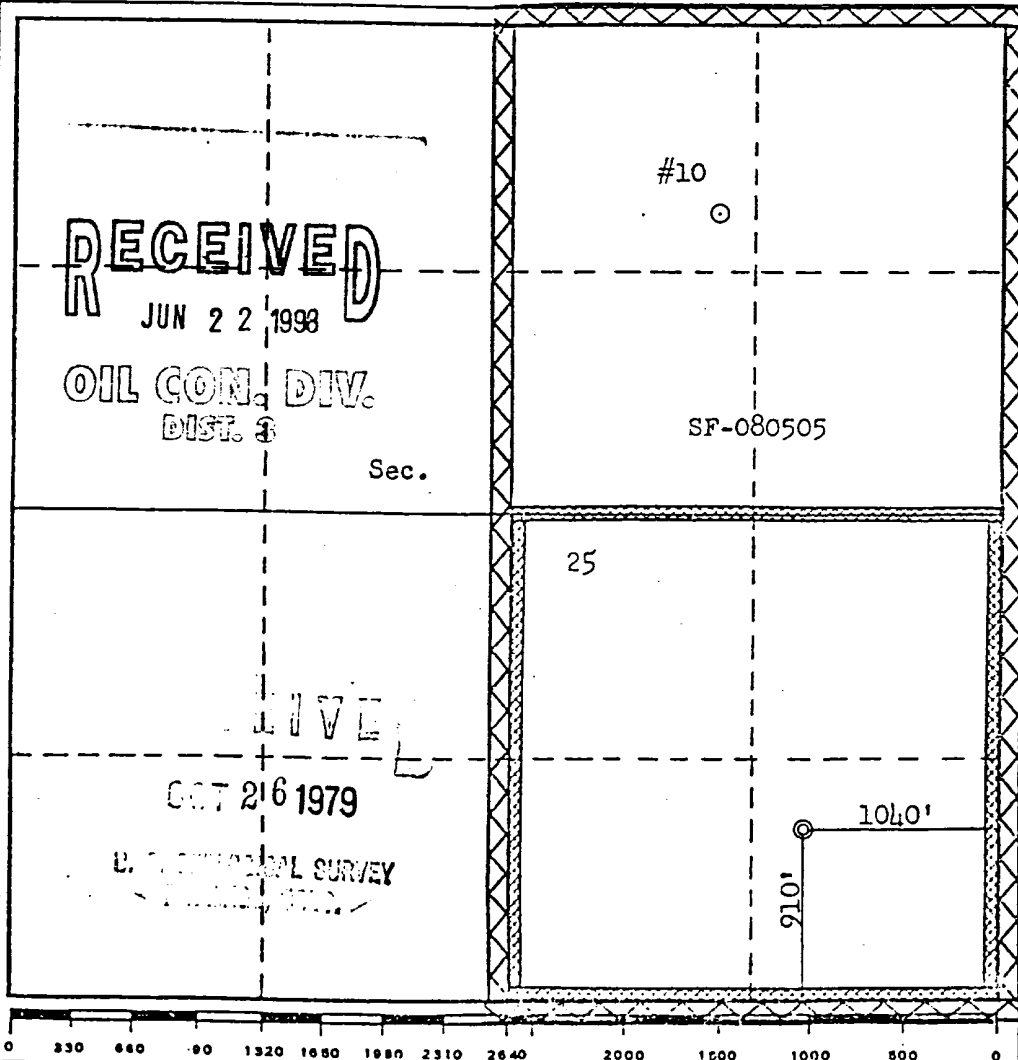 #10
RECEIVED
JUN 22 1998
OIL CON. DIV.
DIST. 3
SF-080505
Sec.
25
OCT 26 1979
SURVEY
1040'
910'
0 330 660 90 1320 1650 1980 2310 2640 2000 1500 1000 500 0